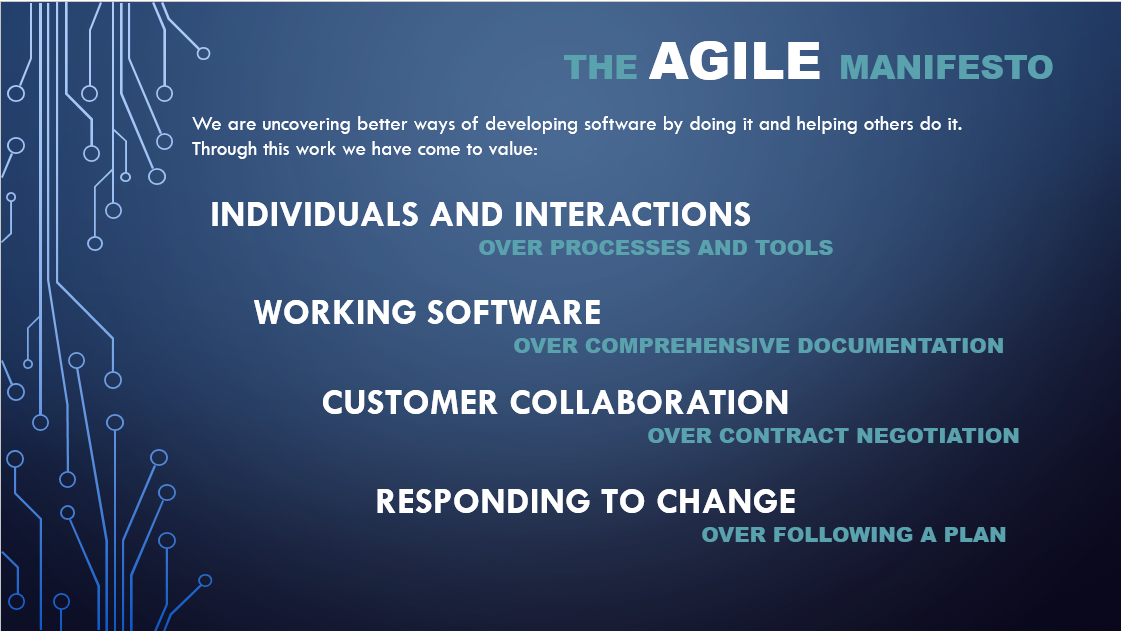 THE AGILE MANIFESTO
We are uncovering better ways of developing software by doing it and helping others do it.
Through this work we have come to value:
INDIVIDUALS AND INTERACTIONS
OVER PROCESSES AND TOOLS
WORKING SOFTWARE
OVER COMPREHENSIVE DOCUMENTATION
CUSTOMER COLLABORATION
OVER CONTRACT NEGOTIATION
RESPONDING TO CHANGE
OVER FOLLOWING A PLAN